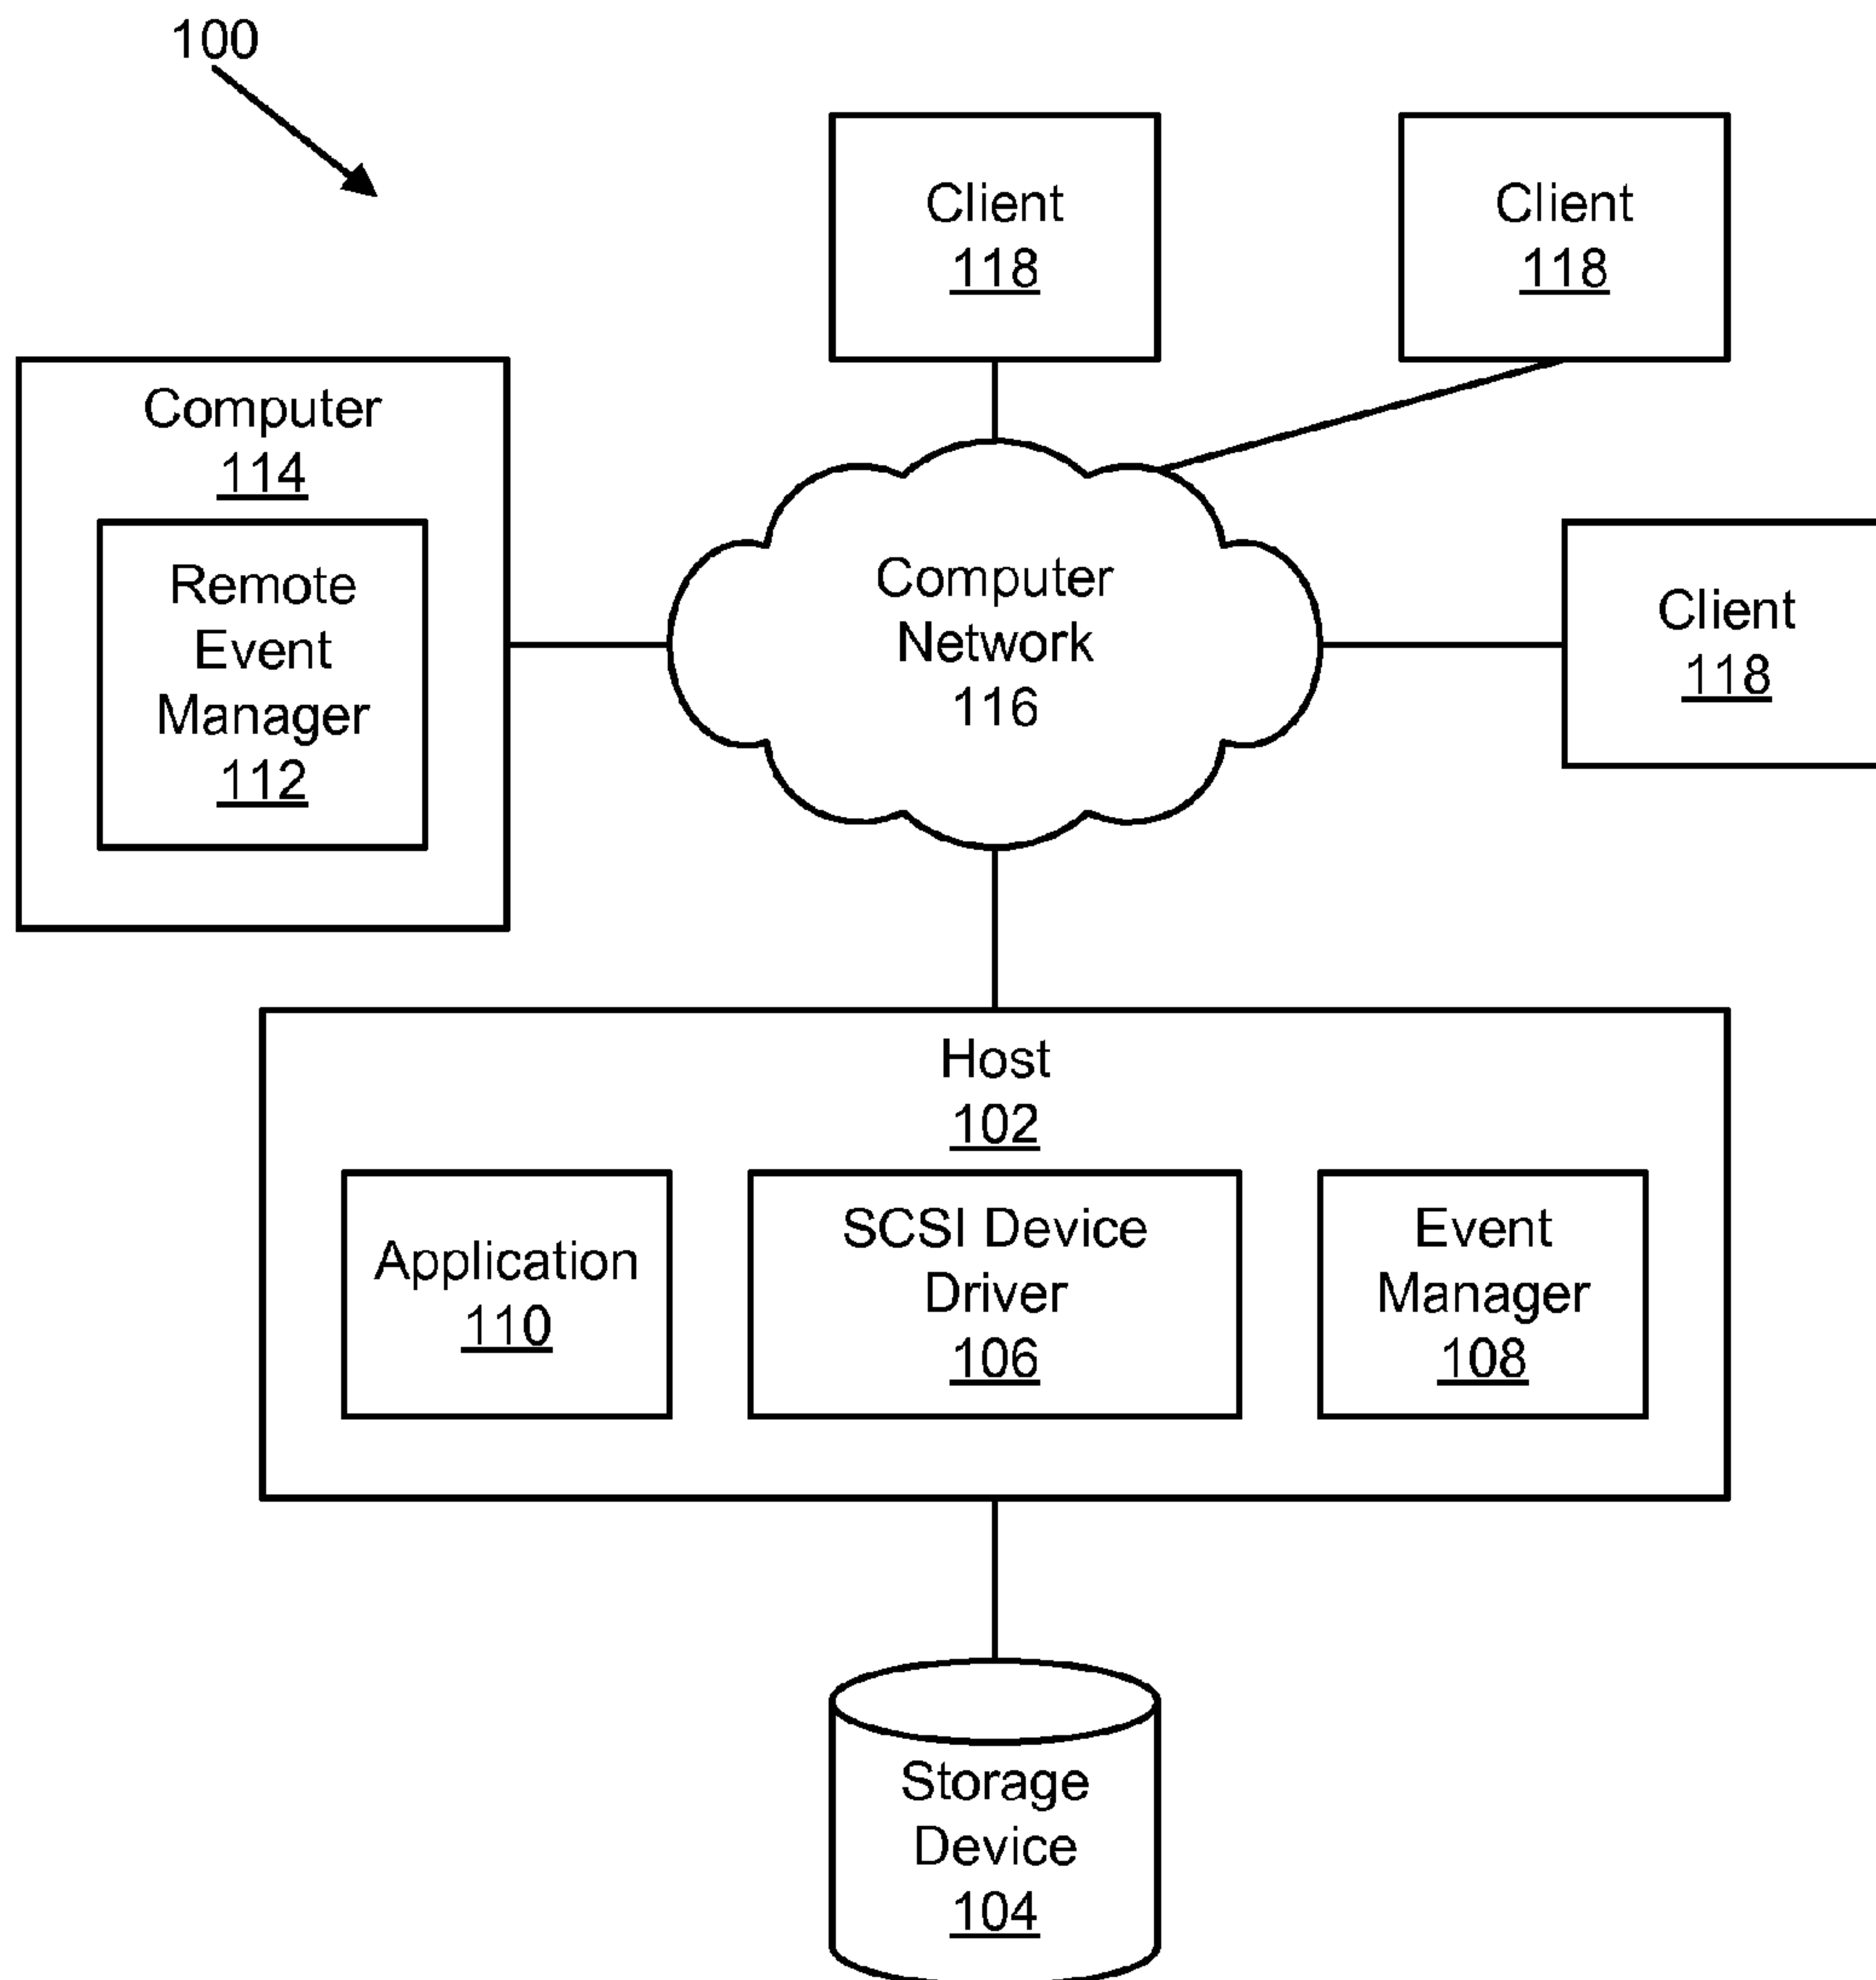 100
Client
118
Client
118
Computer
114
Remote
Event
Manager
112
Computer
Network
116
Client
118
Host
102
Application
110
SCSI Device
Driver
106
Event
Manager
108
Storage
Device
104